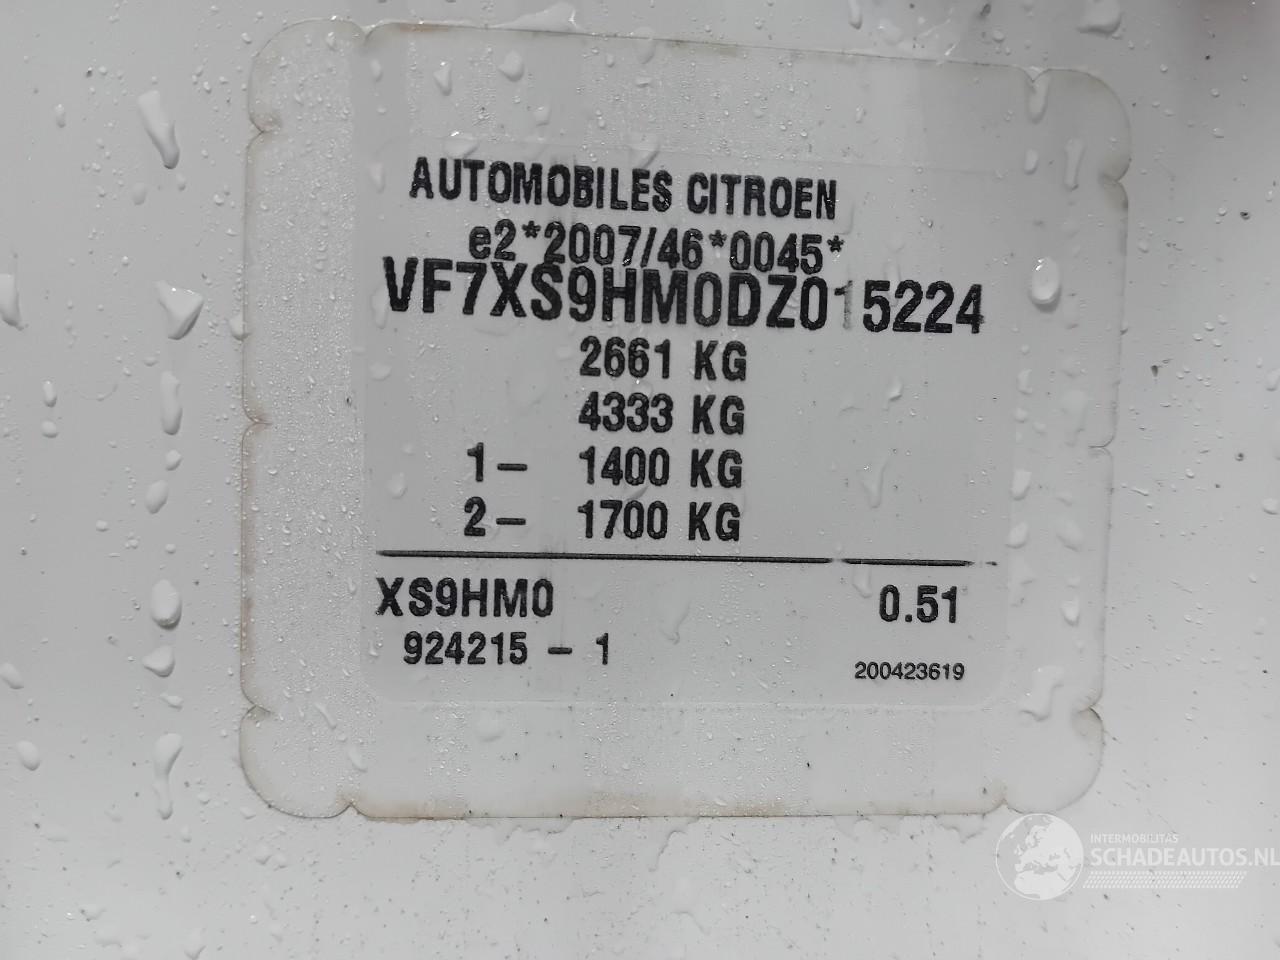 AUTOMOBILES CITROEN
e2*2007/46*0045*
VF7XS9HM0DZ015224
2661 KG
4333 KG
1- 1400 KG
2- 1700 KG
XS9HM0 0.51
924215 - 1
200423619
INTERMOBILITAS
SCHADEAUTOS.NL